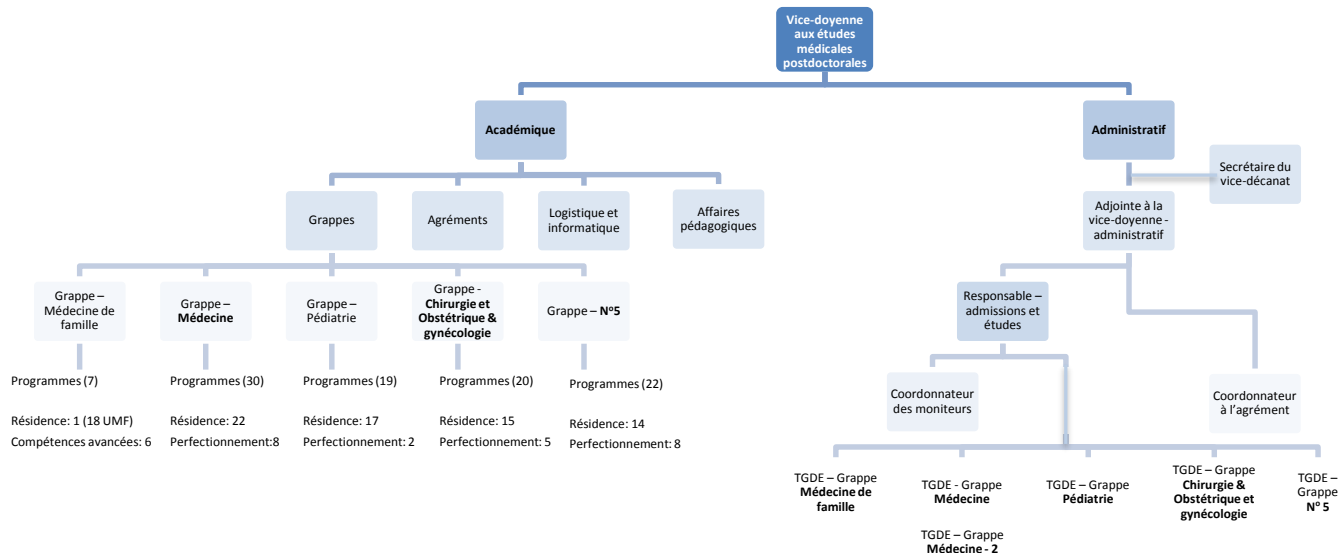 Vice-doyenne
aux études
médicales
postdoctorales
Académique
Administratif
Secrétaire du
vice-décanat
Grappes
Agréments
Logistique et
informatique
Affaires
pédagogiques
Adjointe à la
vice-doyenne -
administratif
Grappe –
Médecine de
famille
Grappe –
Médecine
Grappe –
Pédiatrie
Grappe -
Chirurgie et
Obstétrique &
gynécologie
Grappe – Nº5
Responsable –
admissions et
études
Programmes (7)
Résidence: 1 (18 UMF)
Compétences avancées: 6
Programmes (30)
Résidence: 22
Perfectionnement:8
Programmes (19)
Résidence: 17
Perfectionnement: 2
Programmes (20)
Résidence: 15
Perfectionnement: 5
Programmes (22)
Résidence: 14
Perfectionnement: 8
Coordonnateur
des moniteurs
Coordonnateur
à l’agrément
TGDE – Grappe
Médecine de
famille
TGDE - Grappe
Médecine
TGDE – Grappe
Médecine - 2
TGDE – Grappe
Pédiatrie
TGDE – Grappe
Chirurgie &
Obstétrique et
gynécologie
TGDE –
Grappe
Nº 5